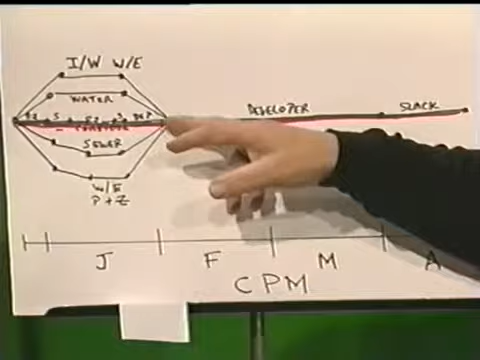 I/W W/E
WATER
DEVELOPER
SLACK
SEWER
W/E
P+Z
J F M A
CPM